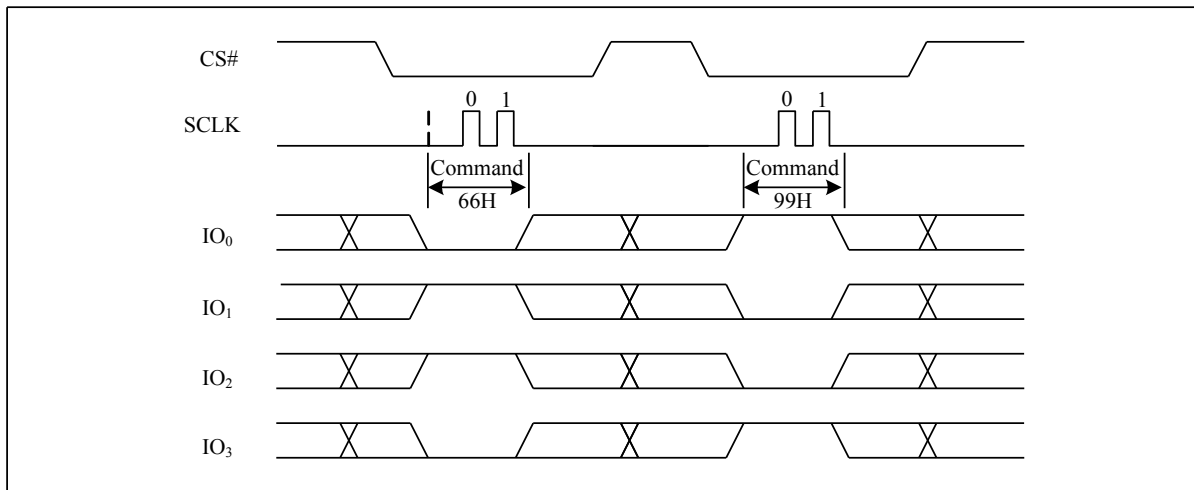 CS#
0 1 0 1
SCLK
Command Command
66H 99H
IO0
IO1
IO2
IO3